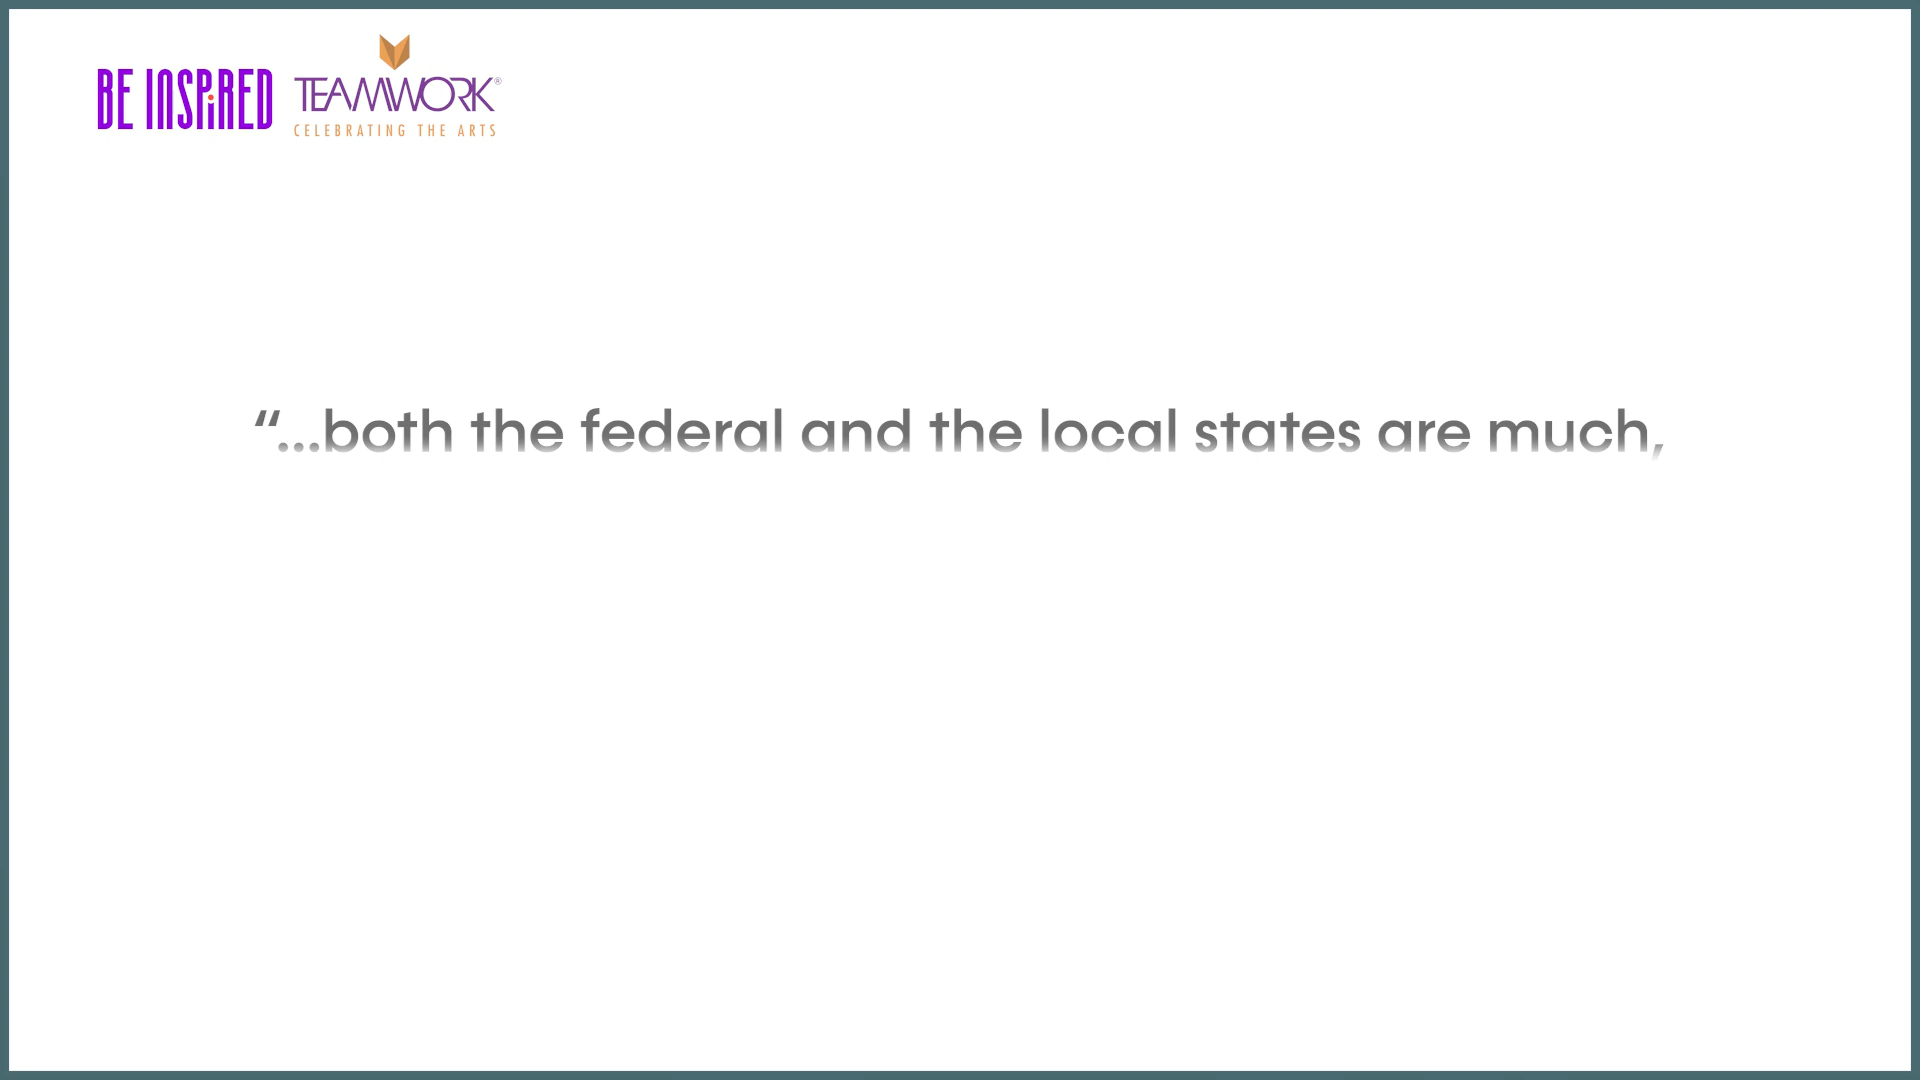 BE INSPiRED
TEAMWORK®
CELEBRATING THE ARTS
“...both the federal and the local states are much,